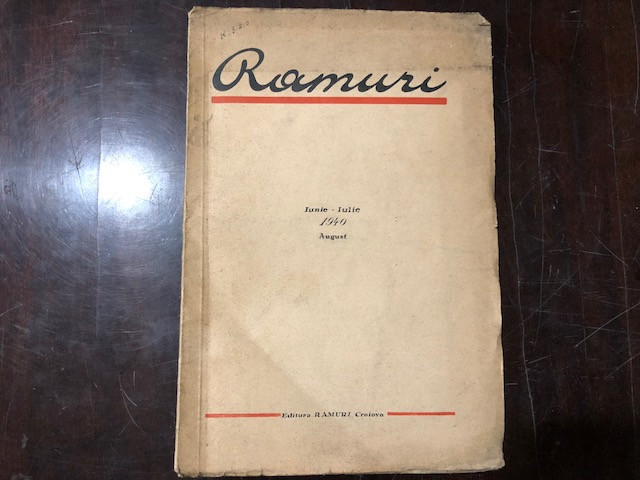 Ramuri
Iunie - Iulie
1940
August
Editura RAMURI Craiova